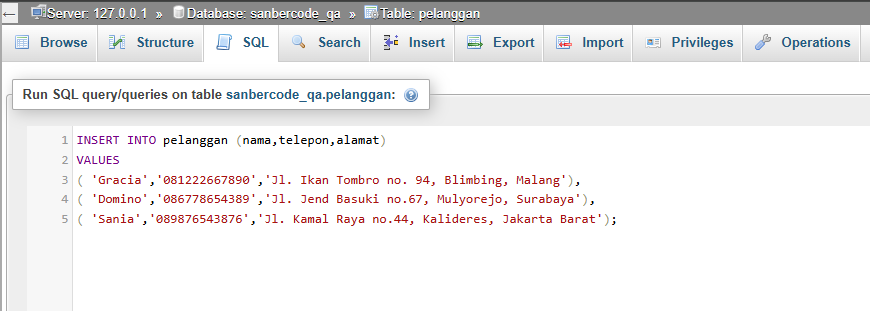 Server: 127.0.0.1 » Database: sanbercode_qa » Table: pelanggan
Browse Structure SQL Search Insert Export Import Privileges Operations
Run SQL query/queries on table sanbercode_qa.pelanggan:
1 INSERT INTO pelanggan (nama,telepon,alamat)
2 VALUES
3 ( 'Gracia','081222667890','Jl. Ikan Tombro no. 94, Blimbing, Malang'),
4 ( 'Domino','086778654389','Jl. Jend Basuki no.67, Mulyorejo, Surabaya'),
5 ( 'Sania','089876543876','Jl. Kamal Raya no.44, Kalideres, Jakarta Barat');